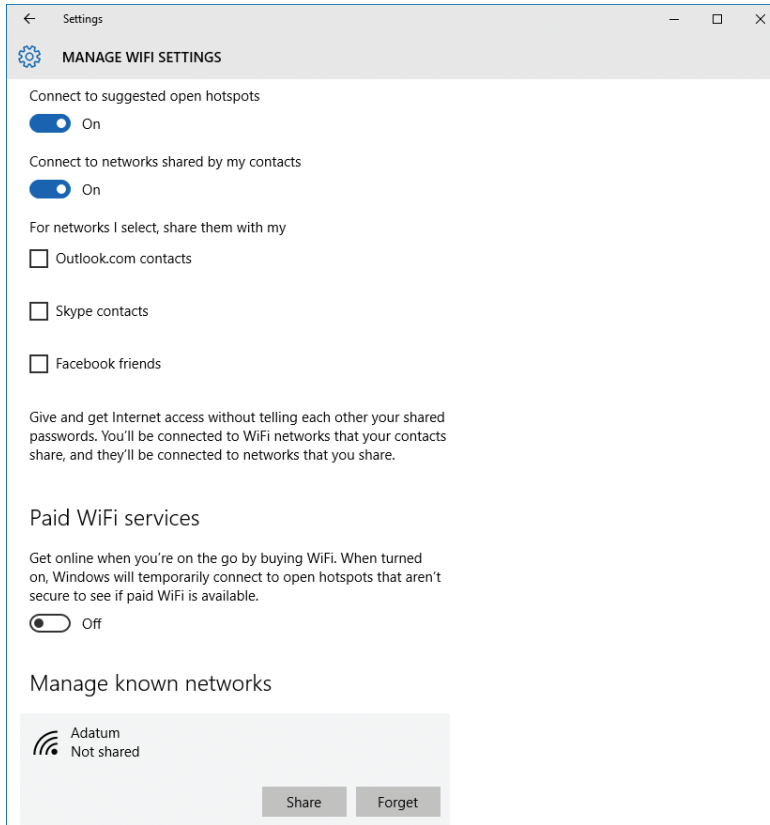 Settings
MANAGE WIFI SETTINGS
Connect to suggested open hotspots
On
Connect to networks shared by my contacts
On
For networks I select, share them with my
Outlook.com contacts
Skype contacts
Facebook friends
Give and get Internet access without telling each other your shared
passwords. You’ll be connected to WiFi networks that your contacts
share, and they’ll be connected to networks that you share.
Paid WiFi services
Get online when you’re on the go by buying WiFi. When turned
on, Windows will temporarily connect to open hotspots that aren’t
secure to see if paid WiFi is available.
Off
Manage known networks
Adatum
Not shared
Share Forget